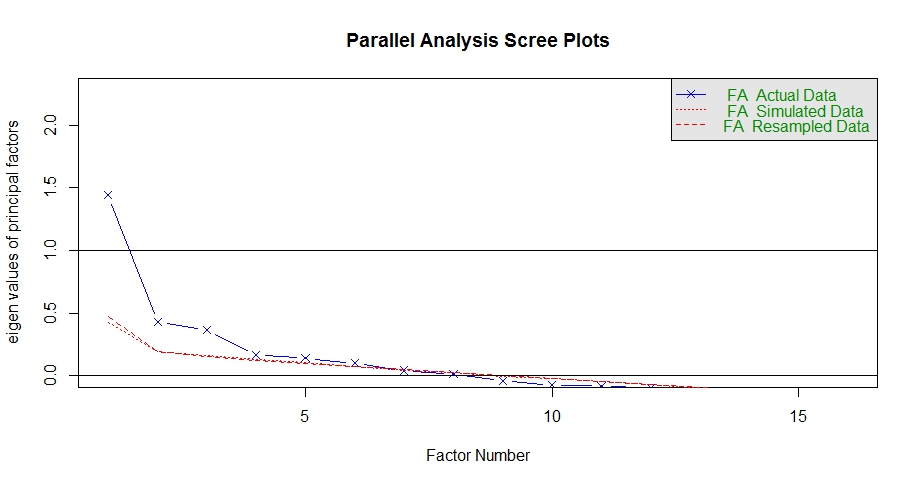 Parallel Analysis Scree Plots
FA Actual Data
FA Simulated Data
FA Resampled Data
eigen values of principal factors
2.0
1.5
1.0
0.5
0.0
5
10
15
Factor Number